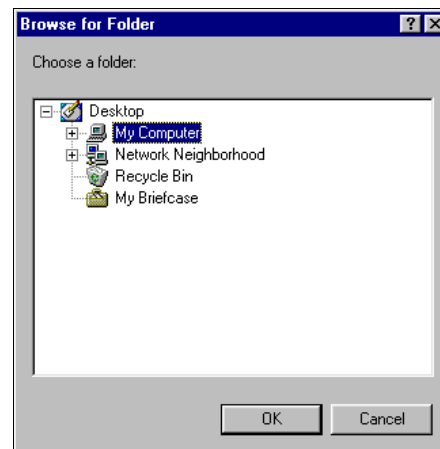 Browse for Folder
Choose a folder:
Desktop
My Computer
Network Neighborhood
Recycle Bin
My Briefcase
OK
Cancel